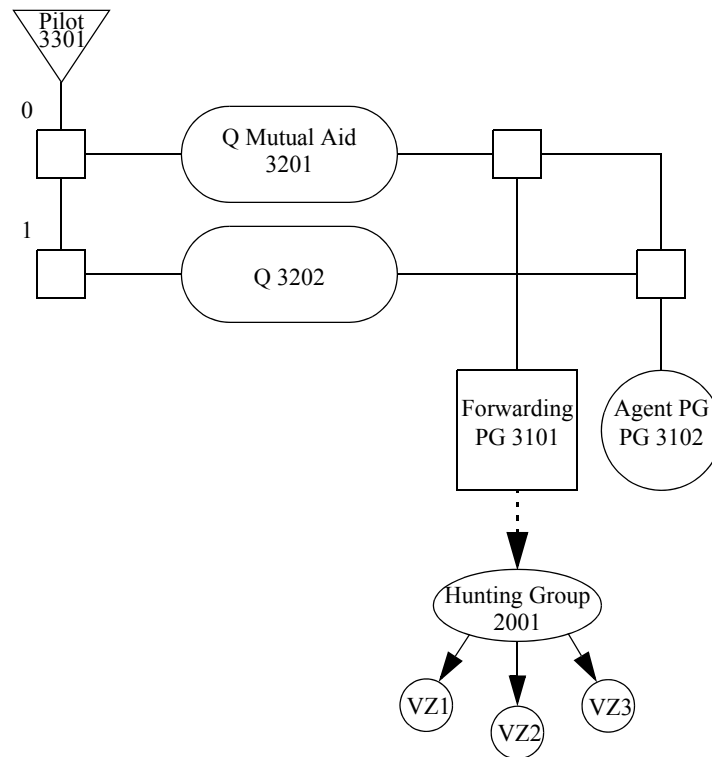 Pilot
3301
0
Q Mutual Aid
3201
1
Q 3202
Forwarding
PG 3101
Agent PG
PG 3102
Hunting Group
2001
VZ1
VZ2
VZ3